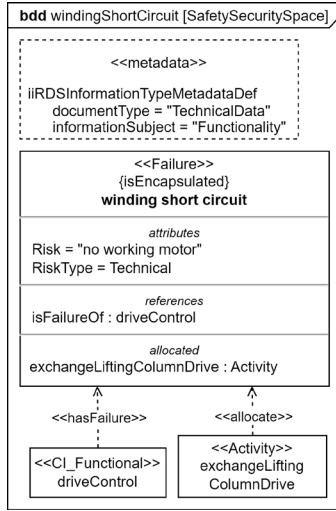 bdd windingShortCircuit [SafetySecuritySpace]
<<metadata>>
iiRDSInformationTypeMetadataDef
documentType = "TechnicalData"
informationSubject = "Functionality"
<<Failure>>
{isEncapsulated}
winding short circuit
attributes
Risk = "no working motor"
RiskType = Technical
references
isFailureOf : driveControl
allocated
exchangeLiftingColumnDrive : Activity
<<hasFailure>>
<<allocate>>
<<CI_Functional>>
driveControl
<<Activity>>
exchangeLifting
ColumnDrive